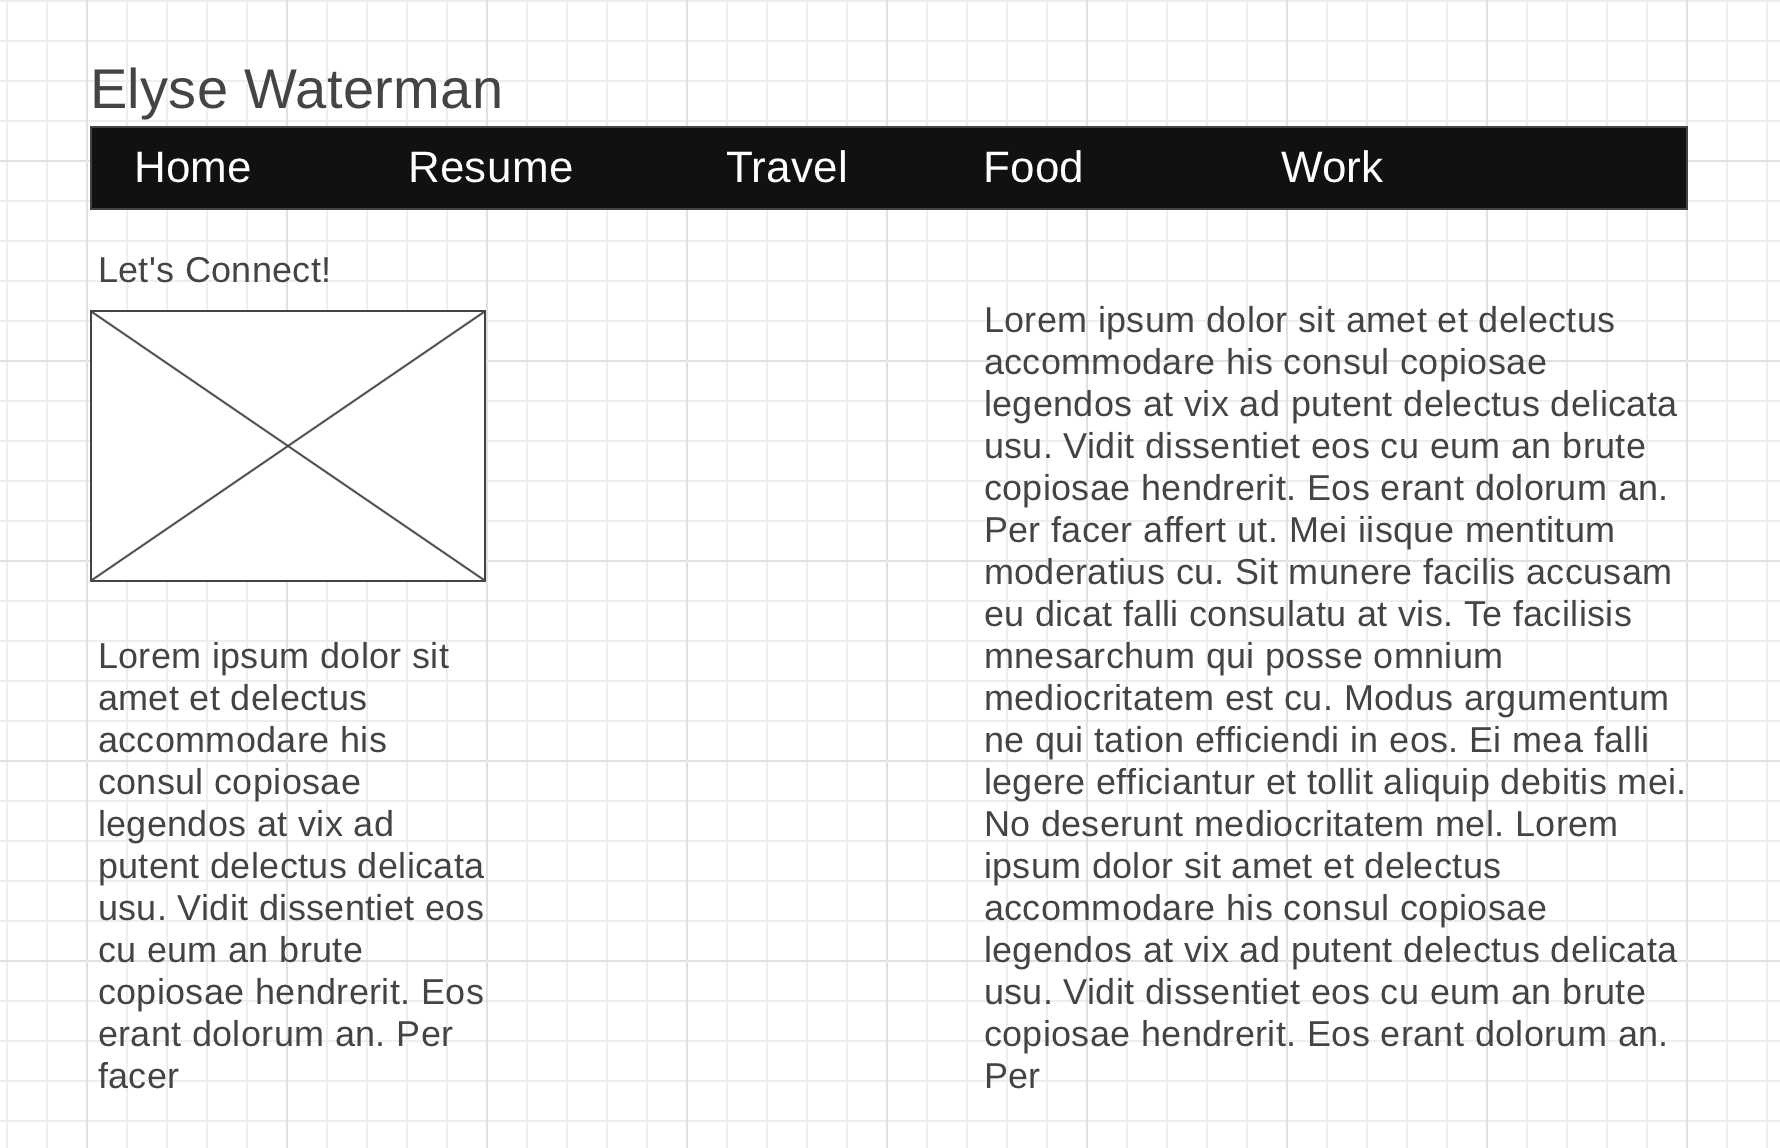 Elyse Waterman
Home Resume Travel Food Work
Let's Connect!
Lorem ipsum dolor sit
amet et delectus
accommodare his
consul copiosae
legendos at vix ad
putent delectus delicata
usu. Vidit dissentiet eos
cu eum an brute
copiosae hendrerit. Eos
erant dolorum an. Per
facer
Lorem ipsum dolor sit amet et delectus
accommodare his consul copiosae
legendos at vix ad putent delectus delicata
usu. Vidit dissentiet eos cu eum an brute
copiosae hendrerit. Eos erant dolorum an.
Per facer affert ut. Mei iisque mentitum
moderatius cu. Sit munere facilis accusam
eu dicat falli consulatu at vis. Te facilisis
mnesarchum qui posse omnium
mediocritatem est cu. Modus argumentum
ne qui tation efficiendi in eos. Ei mea falli
legere efficiantur et tollit aliquip debitis mei.
No deserunt mediocritatem mel. Lorem
ipsum dolor sit amet et delectus
accommodare his consul copiosae
legendos at vix ad putent delectus delicata
usu. Vidit dissentiet eos cu eum an brute
copiosae hendrerit. Eos erant dolorum an.
Per